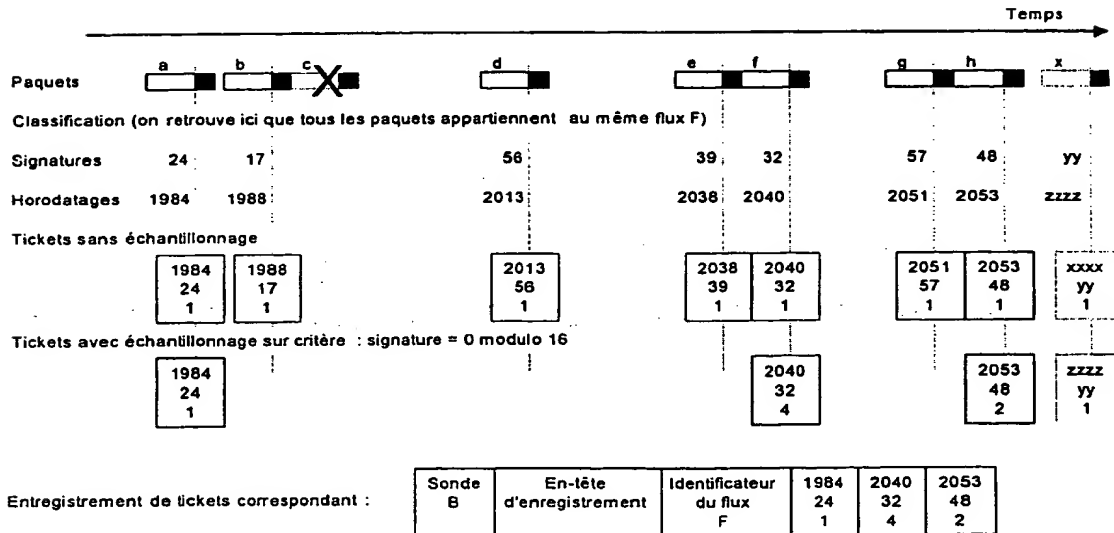 Temps
a b c d e f g h x
Paquets
Classification (on retrouve ici que tous les paquets appartiennent au même flux F)
Signatures 24 17 56 39 32 57 48 yy
Horodatages 1984 1988 2013 2038 2040 2051 2053 zzzz
Tickets sans échantillonnage
1984 1988 2013 2038 2040 2051 2053 xxxx
24 17 56 39 32 57 48 yy
1 1 1 1 1 1 1 1
Tickets avec échantillonnage sur critère : signature = 0 modulo 16
1984 2040 2053 zzzz
24 32 48 yy
1 4 2 1
Entregistrement de tickets correspondant :
Sonde En-tête Identificateur 1984 2040 2053
B d'enregistrement du flux 24 32 48
F 1 4 2